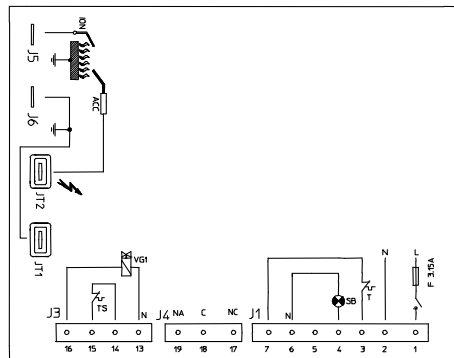 J5
ION
J6
ACC
JT2
JT1
VG1
TS
N
J3
16 15 14 13
J4
NA C NC
19 18 17
J1
N
SB
T
N
L
F 3.15A
7 6 5 4 3 2 1